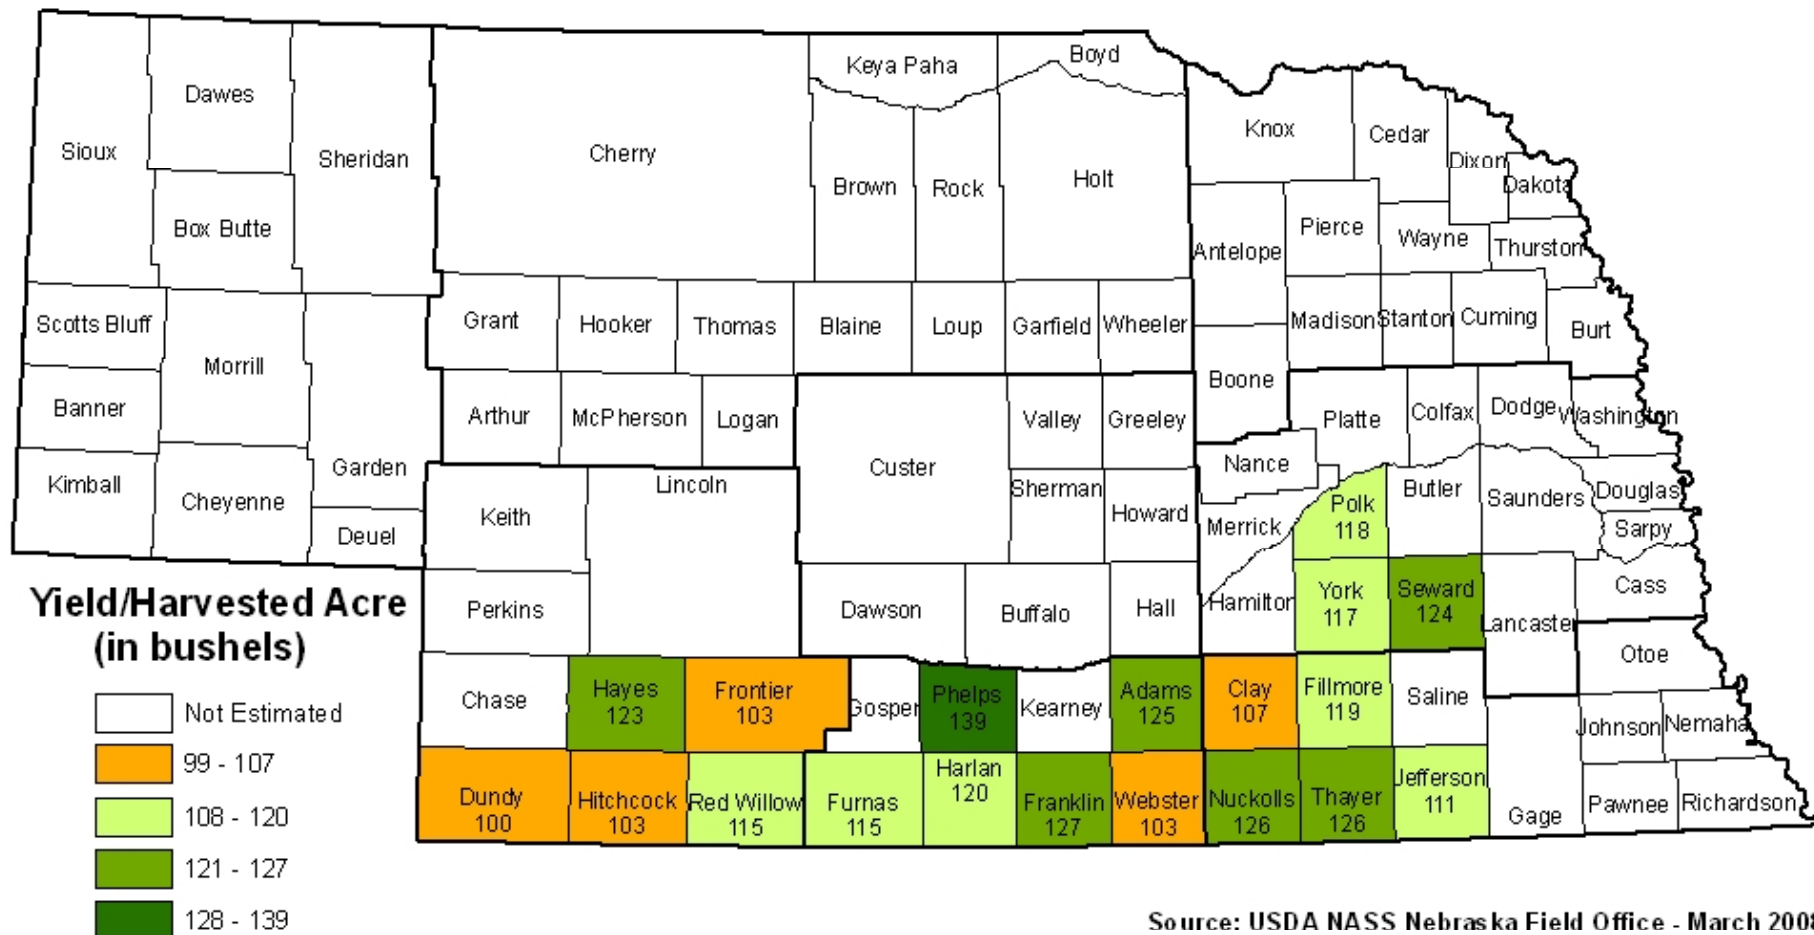 Keya Paha
Boyd
Dawes
Knox
Cedar
Sioux
Sheridan
Cherry
Dixon
Brown
Rock
Holt
Dakota
Box Butte
Pierce
Wayne
Antelope
Thurston
Scotts Bluff
Grant
Hooker
Thomas
Blaine
Loup
Garfield
Wheeler
Madison
Stanton
Cuming
Burt
Morrill
Boone
Banner
Arthur
McPherson
Logan
Valley
Greeley
Platte
Colfax
Dodge
Washington
Garden
Custer
Nance
Kimball
Cheyenne
Lincoln
Sherman
Butler
Saunders
Douglas
Keith
Howard
Merrick
Polk
118
Sarpy
Deuel
Perkins
Dawson
Buffalo
Hall
Hamilton
York
117
Seward
124
Cass
Lancaster
Otoe
Chase
Hayes
123
Frontier
103
Gosper
Phelps
139
Kearney
Adams
125
Clay
107
Fillmore
119
Saline
Johnson
Nemaha
Dundy
100
Hitchcock
103
Red Willow
115
Furnas
115
Harlan
120
Franklin
127
Webster
103
Nuckolls
126
Thayer
126
Jefferson
111
Gage
Pawnee
Richardson
Yield/Harvested Acre
(in bushels)
Not Estimated
99 - 107
108 - 120
121 - 127
128 - 139
Source: USDA NASS Nebraska Field Office - March 2008